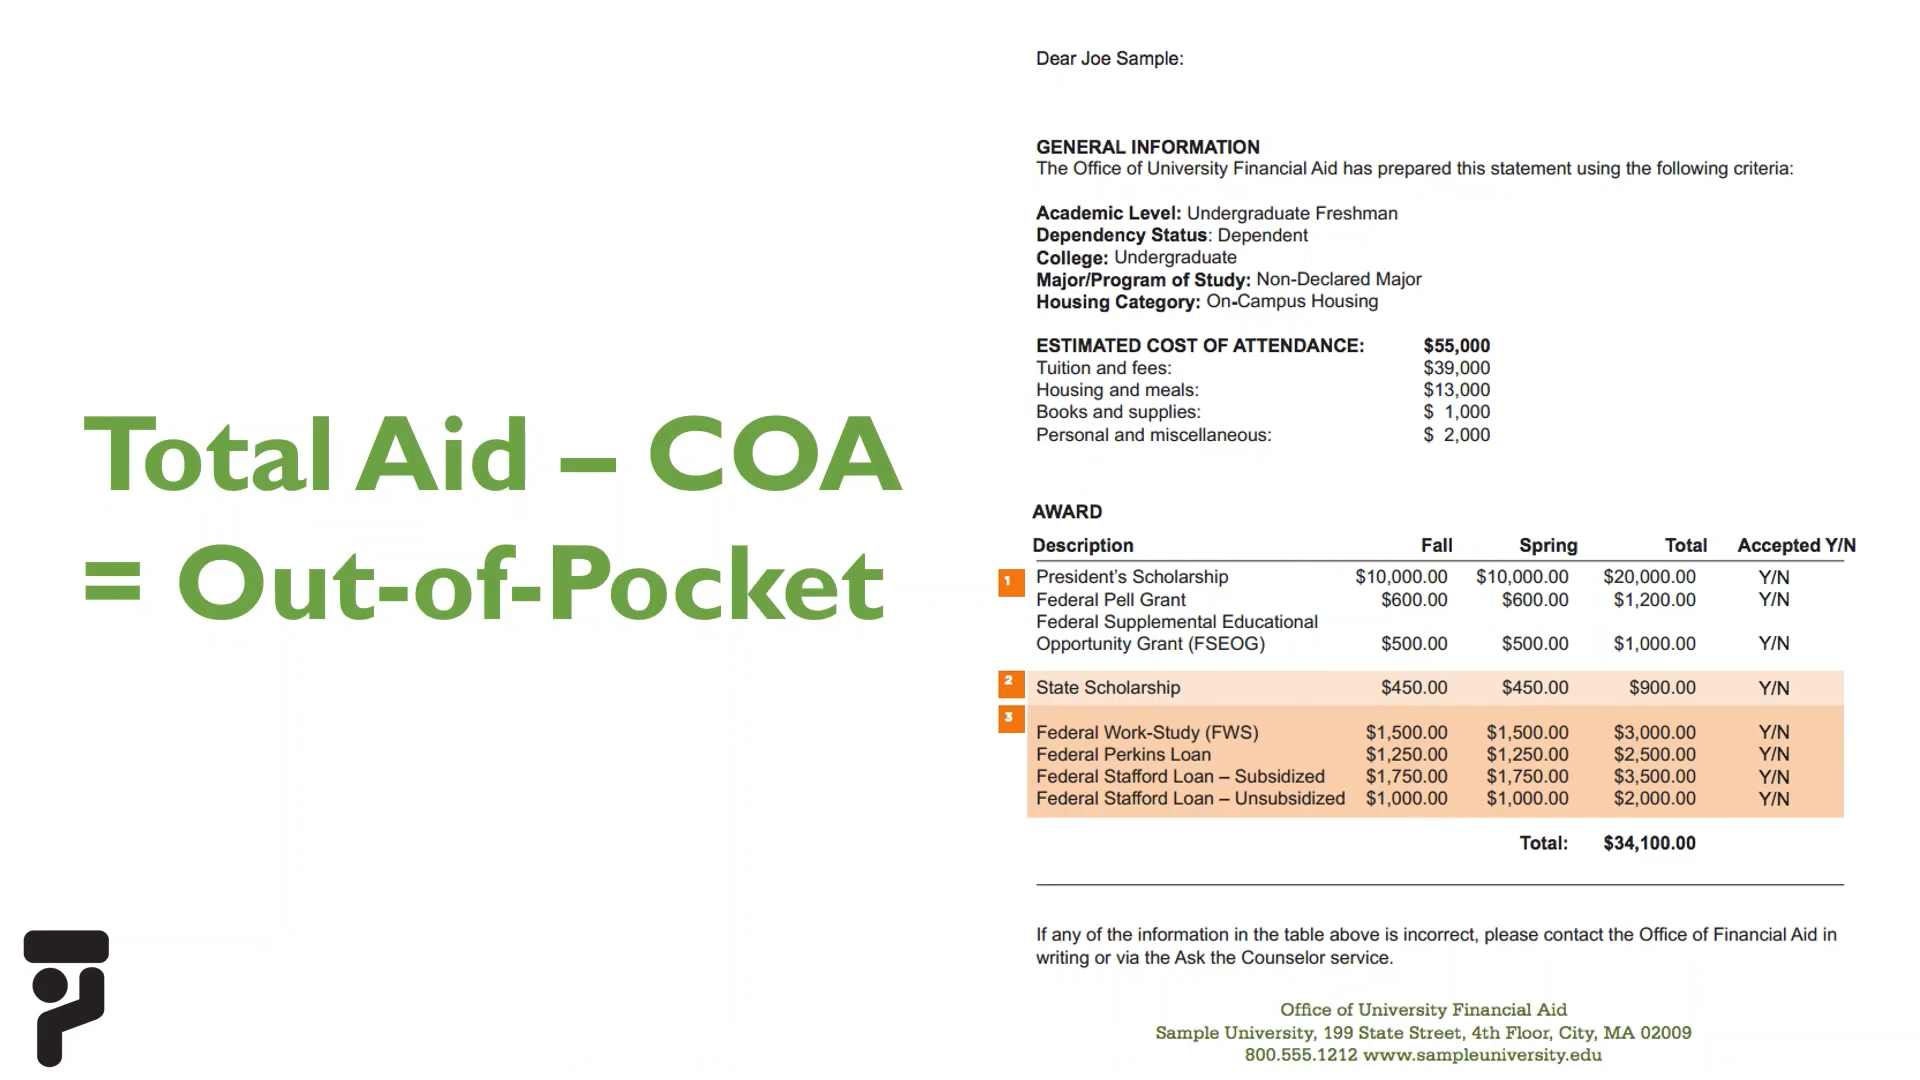 Total Aid – COA
= Out-of-Pocket
Dear Joe Sample:
GENERAL INFORMATION
The Office of University Financial Aid has prepared this statement using the following criteria:
Academic Level: Undergraduate Freshman
Dependency Status: Dependent
College: Undergraduate
Major/Program of Study: Non-Declared Major
Housing Category: On-Campus Housing
ESTIMATED COST OF ATTENDANCE: $55,000
Tuition and fees: $39,000
Housing and meals: $13,000
Books and supplies: $ 1,000
Personal and miscellaneous: $ 2,000
AWARD
Description Fall Spring Total Accepted Y/N
1 President's Scholarship $10,000.00 $10,000.00 $20,000.00 Y/N
Federal Pell Grant $600.00 $600.00 $1,200.00 Y/N
Federal Supplemental Educational
Opportunity Grant (FSEOG) $500.00 $500.00 $1,000.00 Y/N
2 State Scholarship $450.00 $450.00 $900.00 Y/N
3
Federal Work-Study (FWS) $1,500.00 $1,500.00 $3,000.00 Y/N
Federal Perkins Loan $1,250.00 $1,250.00 $2,500.00 Y/N
Federal Stafford Loan – Subsidized $1,750.00 $1,750.00 $3,500.00 Y/N
Federal Stafford Loan – Unsubsidized $1,000.00 $1,000.00 $2,000.00 Y/N
Total: $34,100.00
If any of the information in the table above is incorrect, please contact the Office of Financial Aid in
writing or via the Ask the Counselor service.
Office of University Financial Aid
Sample University, 199 State Street, 4th Floor, City, MA 02009
800.555.1212 www.sampleuniversity.edu